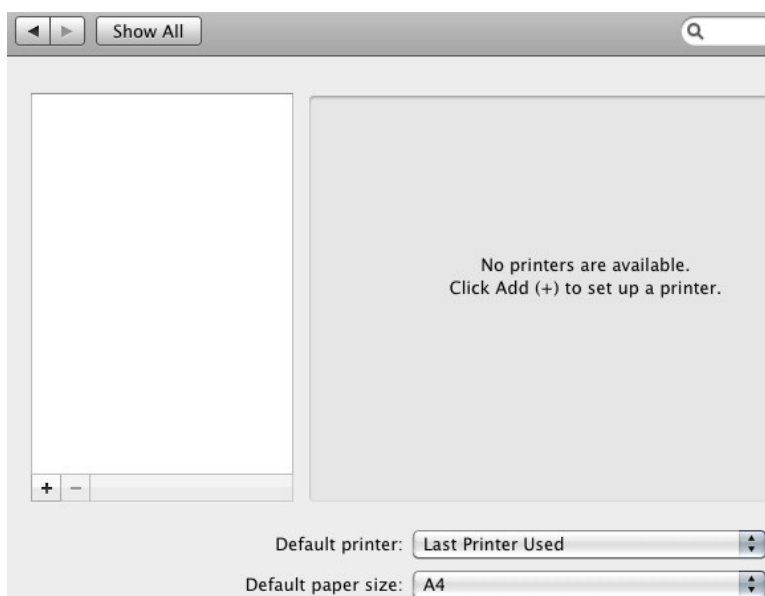 Show All
No printers are available.
Click Add (+) to set up a printer.
+ −
Default printer: Last Printer Used
Default paper size: A4